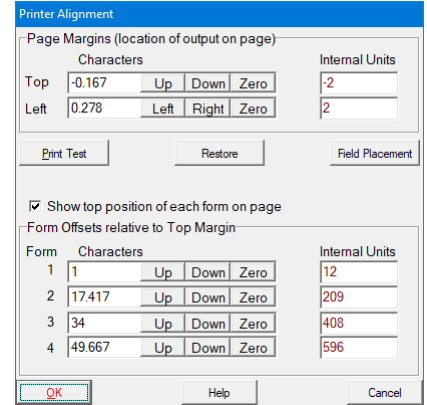 Printer Alignment
Page Margins (location of output on page)
Characters Internal Units
Top -0.167 Up Down Zero -2
Left 0.278 Left Right Zero 2
Print Test Restore Field Placement
Show top position of each form on page
Form Offsets relative to Top Margin
Form Characters Internal Units
1 1 Up Down Zero 12
2 17.417 Up Down Zero 209
3 34 Up Down Zero 408
4 49.667 Up Down Zero 596
OK Help Cancel